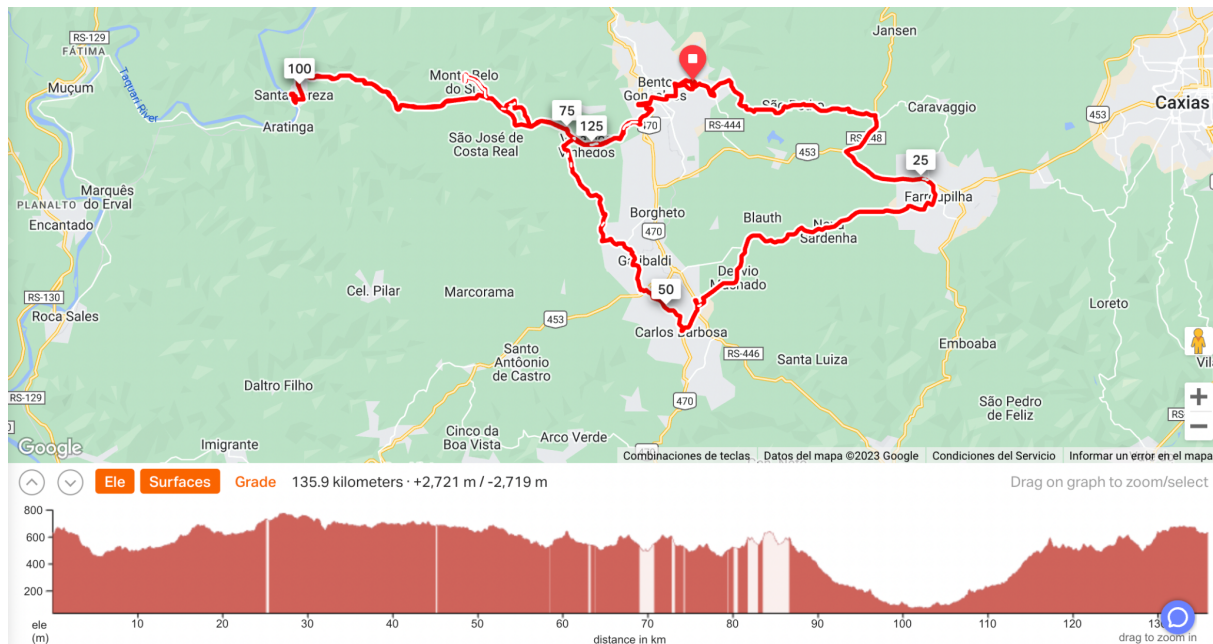 RS-129
FÁTIMA
Muçum
Taquari River
100
Santa Tereza
Aratinga
Monte Belo
do Sul
São José de
Costa Real
75
125
Vinhedos
Bento
Gonçalves
470
RS-444
São Pedro
Jansen
Caravaggio
453
Caxias
453
25
Farroupilha
Marquês
do Erval
PLANALTO
Encantado
Borgheto
470
Blauth
Nova
Sardenha
Garibaldi
Desvio
Machado
RS-130
Roca Sales
Cel. Pilar
Marcorama
50
453
Carlos Barbosa
Loreto
RS-446
Santa Luiza
Emboaba
Santo
Antôonio
de Castro
RS-129
Daltro Filho
470
São Pedro
de Feliz
Imigrante
Cinco da
Boa Vista
Arco Verde
Google
Combinaciones de teclas
Datos del mapa ©2023 Google
Condiciones del Servicio
Informar un error en el mapa
Ele
Surfaces
Grade
135.9 kilometers · +2,721 m / -2,719 m
Drag on graph to zoom/select
800
600
400
200
ele
(m)
10
20
30
40
50
60
70
80
90
100
110
120
distance in km
drag to zoom in